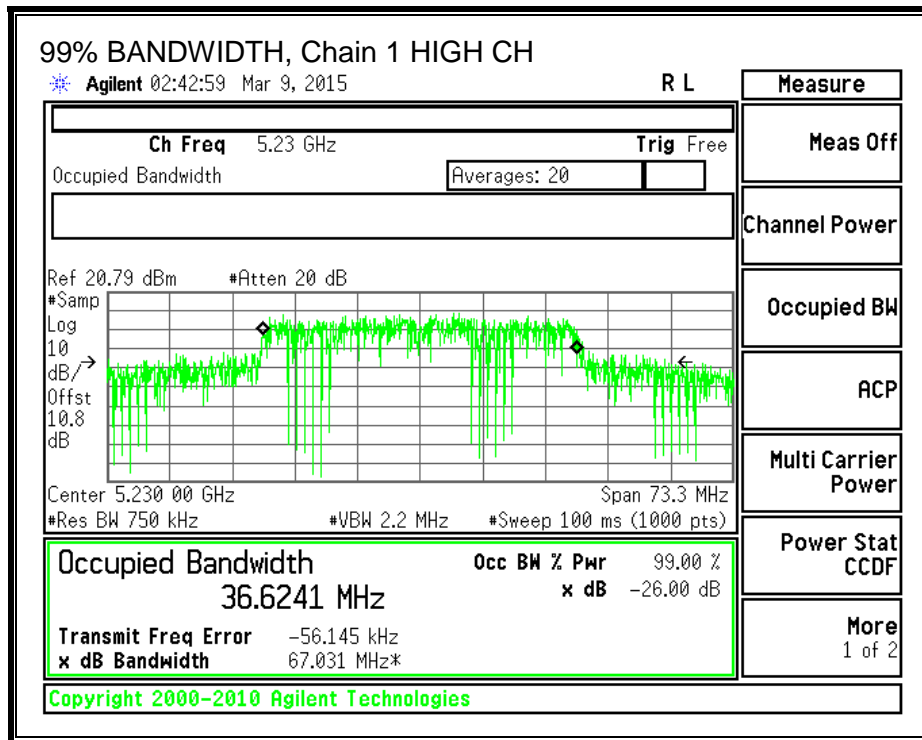 99% BANDWIDTH, Chain 1 HIGH CH
Agilent 02:42:59 Mar 9, 2015 R L
Measure
Ch Freq 5.23 GHz Trig Free
Occupied Bandwidth Averages: 20
Ref 20.79 dBm #Atten 20 dB
#Samp
Log
10
dB/
Offst
10.8
dB
Center 5.230 00 GHz Span 73.3 MHz
#Res BW 750 kHz #VBW 2.2 MHz #Sweep 100 ms (1000 pts)
Occupied Bandwidth Occ BW % Pwr 99.00 %
36.6241 MHz x dB -26.00 dB
Transmit Freq Error -56.145 kHz
x dB Bandwidth 67.031 MHz*
Copyright 2000-2010 Agilent Technologies
Meas Off
Channel Power
Occupied BW
ACP
Multi Carrier
Power
Power Stat
CCDF
More
1 of 2